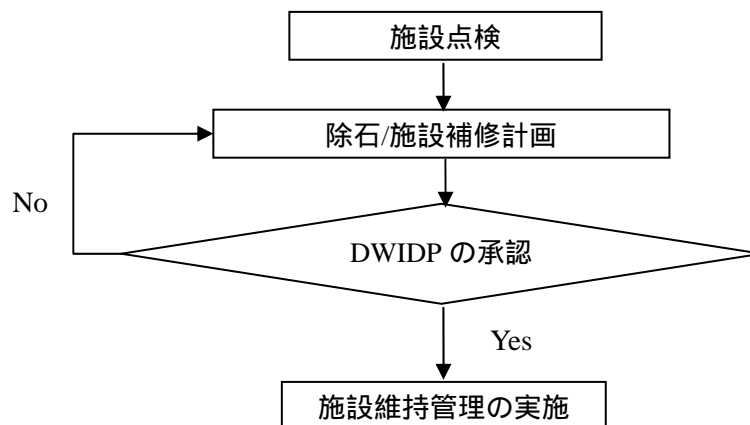 施設点検
除石/施設補修計画
No
DWIDP の承認
Yes
施設維持管理の実施